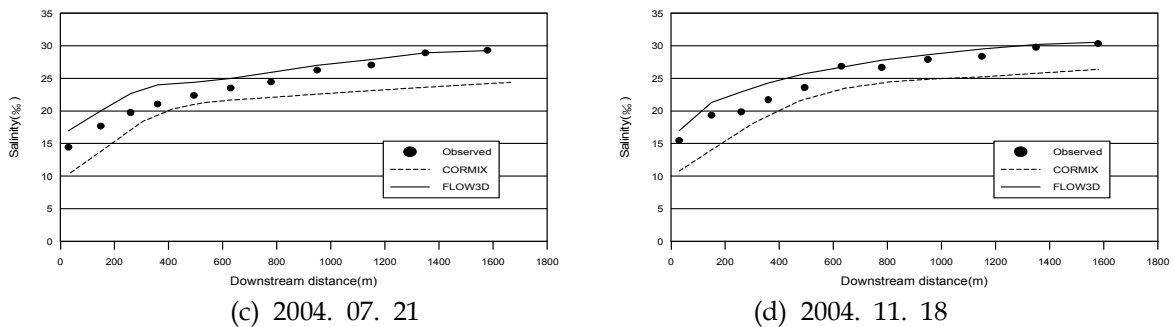 35
30
25
20
15
10
5
0
Salinity(‰)
0 200 400 600 800 1000 1200 1400 1600 1800
Downstream distance(m)
Observed
CORMIX
FLOW3D
(c) 2004. 07. 21
35
30
25
20
15
10
5
0
Salinity(‰)
0 200 400 600 800 1000 1200 1400 1600 1800
Downstream distance(m)
Observed
CORMIX
FLOW3D
(d) 2004. 11. 18